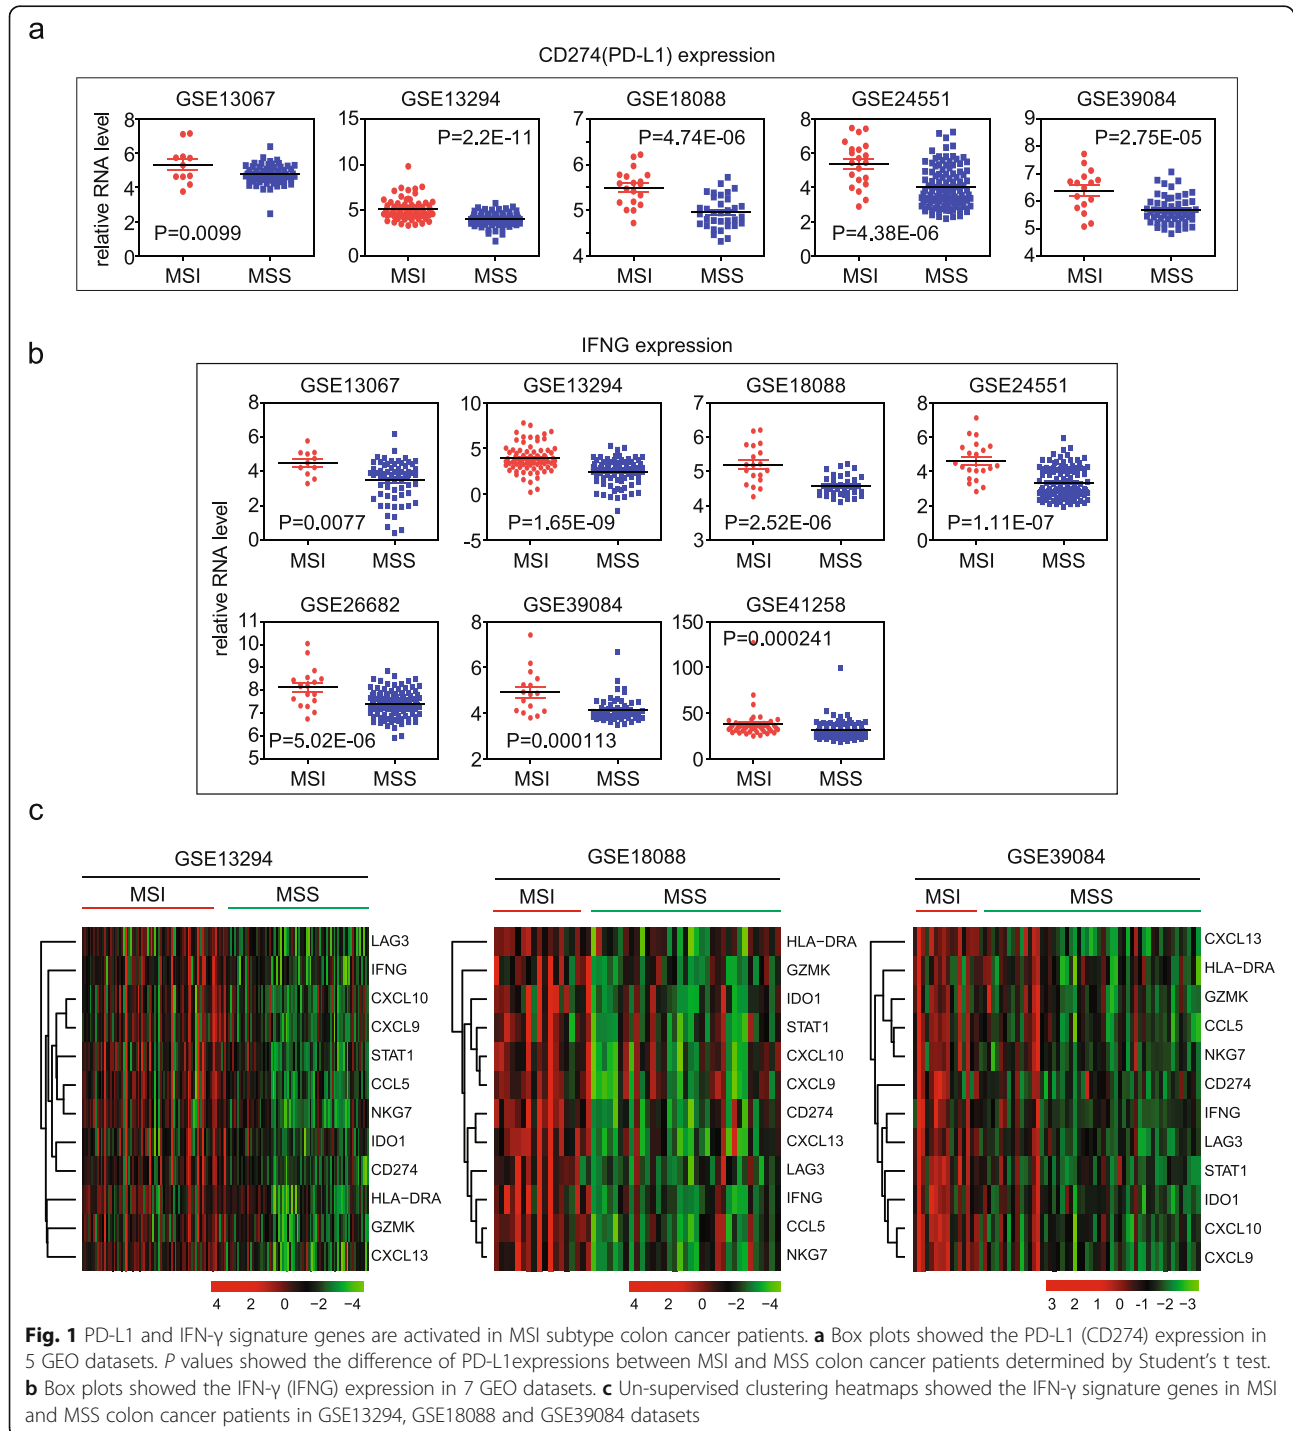 a
CD274(PD-L1) expression
GSE13067
GSE13294
GSE18088
GSE24551
GSE39084
relative RNA level
8
6
4
2
0
P=0.0099
MSI
MSS
15
10
5
0
P=2.2E-11
MSI
MSS
7
6
5
4
P=4.74E-06
MSI
MSS
8
6
4
2
0
P=4.38E-06
MSI
MSS
9
8
7
6
5
4
P=2.75E-05
MSI
MSS
b
IFNG expression
relative RNA level
GSE13067
8
6
4
2
0
P=0.0077
MSI
MSS
GSE13294
10
5
0
-5
P=1.65E-09
MSI
MSS
GSE18088
7
6
5
4
3
P=2.52E-06
MSI
MSS
GSE24551
8
6
4
2
0
P=1.11E-07
MSI
MSS
GSE26682
11
10
9
8
7
6
5
P=5.02E-06
MSI
MSS
GSE39084
8
6
4
2
P=0.000113
MSI
MSS
GSE41258
150
100
50
0
P=0.000241
MSI
MSS
c
GSE13294
MSI
MSS
LAG3
IFNG
CXCL10
CXCL9
STAT1
CCL5
NKG7
IDO1
CD274
HLA-DRA
GZMK
CXCL13
4 2 0 -2 -4
GSE18088
MSI
MSS
HLA-DRA
GZMK
IDO1
STAT1
CXCL10
CXCL9
CD274
CXCL13
LAG3
IFNG
CCL5
NKG7
4 2 0 -2 -4
GSE39084
MSI
MSS
CXCL13
HLA-DRA
GZMK
CCL5
NKG7
CD274
IFNG
LAG3
STAT1
IDO1
CXCL10
CXCL9
3 2 1 0 -1 -2 -3
Fig. 1 PD-L1 and IFN-γ signature genes are activated in MSI subtype colon cancer patients. a Box plots showed the PD-L1 (CD274) expression in
5 GEO datasets. P values showed the difference of PD-L1expressions between MSI and MSS colon cancer patients determined by Student's t test.
b Box plots showed the IFN-γ (IFNG) expression in 7 GEO datasets. c Un-supervised clustering heatmaps showed the IFN-γ signature genes in MSI
and MSS colon cancer patients in GSE13294, GSE18088 and GSE39084 datasets